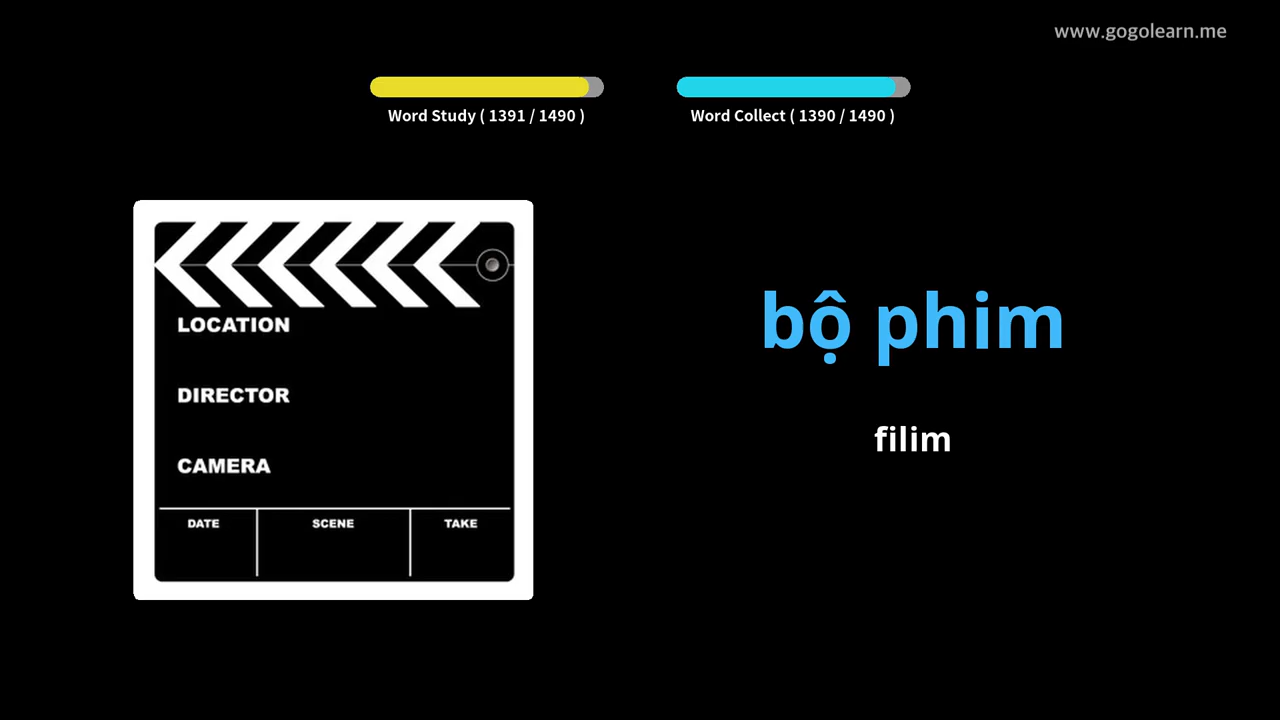 www.gogolearn.me
Word Study ( 1391 / 1490 )
Word Collect ( 1390 / 1490 )
LOCATION
DIRECTOR
CAMERA
DATE
SCENE
TAKE
bộ phim
filim